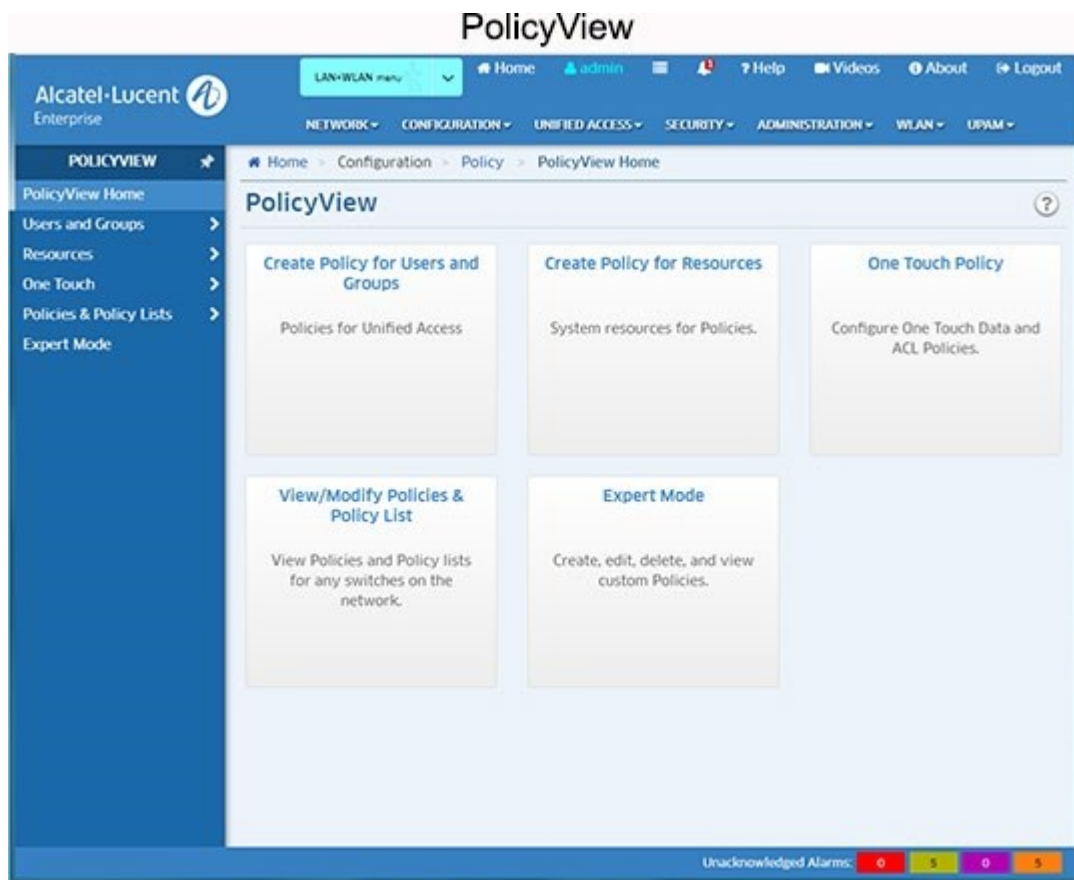 PolicyView
Alcatel-Lucent
Enterprise
LAN+WLAN menu
Home
admin
? Help
Videos
About
Logout
NETWORK
CONFIGURATION
UNIFIED ACCESS
SECURITY
ADMINISTRATION
WLAN
UPAM
POLICYVIEW
Home > Configuration > Policy > PolicyView Home
PolicyView Home
Users and Groups
Resources
One Touch
Policies & Policy Lists
Expert Mode
PolicyView
?
Create Policy for Users and
Groups
Policies for Unified Access
Create Policy for Resources
System resources for Policies.
One Touch Policy
Configure One Touch Data and
ACL Policies.
View/Modify Policies &
Policy List
View Policies and Policy lists
for any switches on the
network.
Expert Mode
Create, edit, delete, and view
custom Policies.
Unacknowledged Alarms: 0 5 0 5